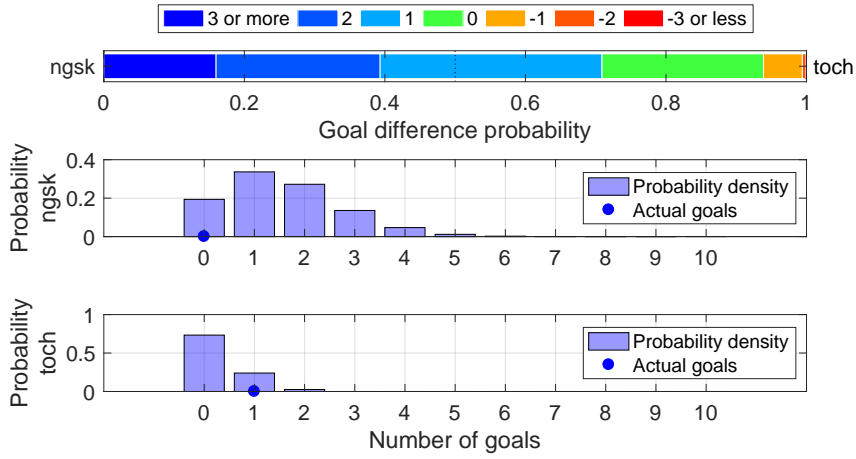 3 or more 2 1 0 -1 -2 -3 or less
ngsk toch
0 0.2 0.4 0.6 0.8 1
Goal difference probability
Probability
ngsk
0.4
0.2
0
Probability density
Actual goals
0 1 2 3 4 5 6 7 8 9 10
Probability
toch
1
0.5
0
Probability density
Actual goals
0 1 2 3 4 5 6 7 8 9 10
Number of goals